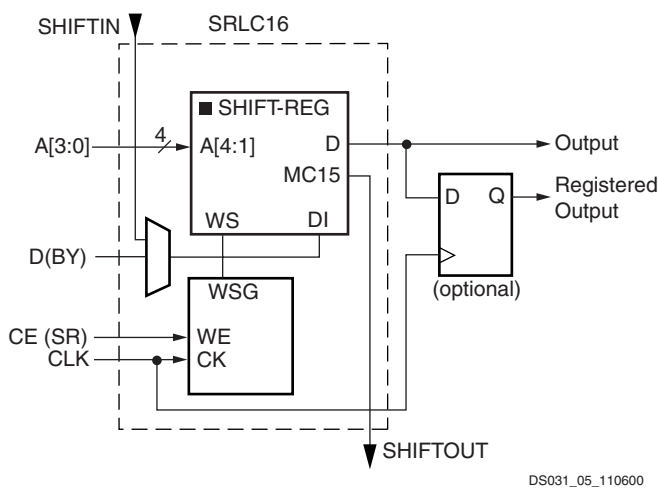 SHIFTIN
SRLC16
SHIFT-REG
A[3:0]
4
A[4:1]
D
Output
MC15
D
Q
Registered
Output
WS
DI
D(BY)
WSG
(optional)
CE (SR)
WE
CLK
CK
SHIFTOUT
DS031_05_110600